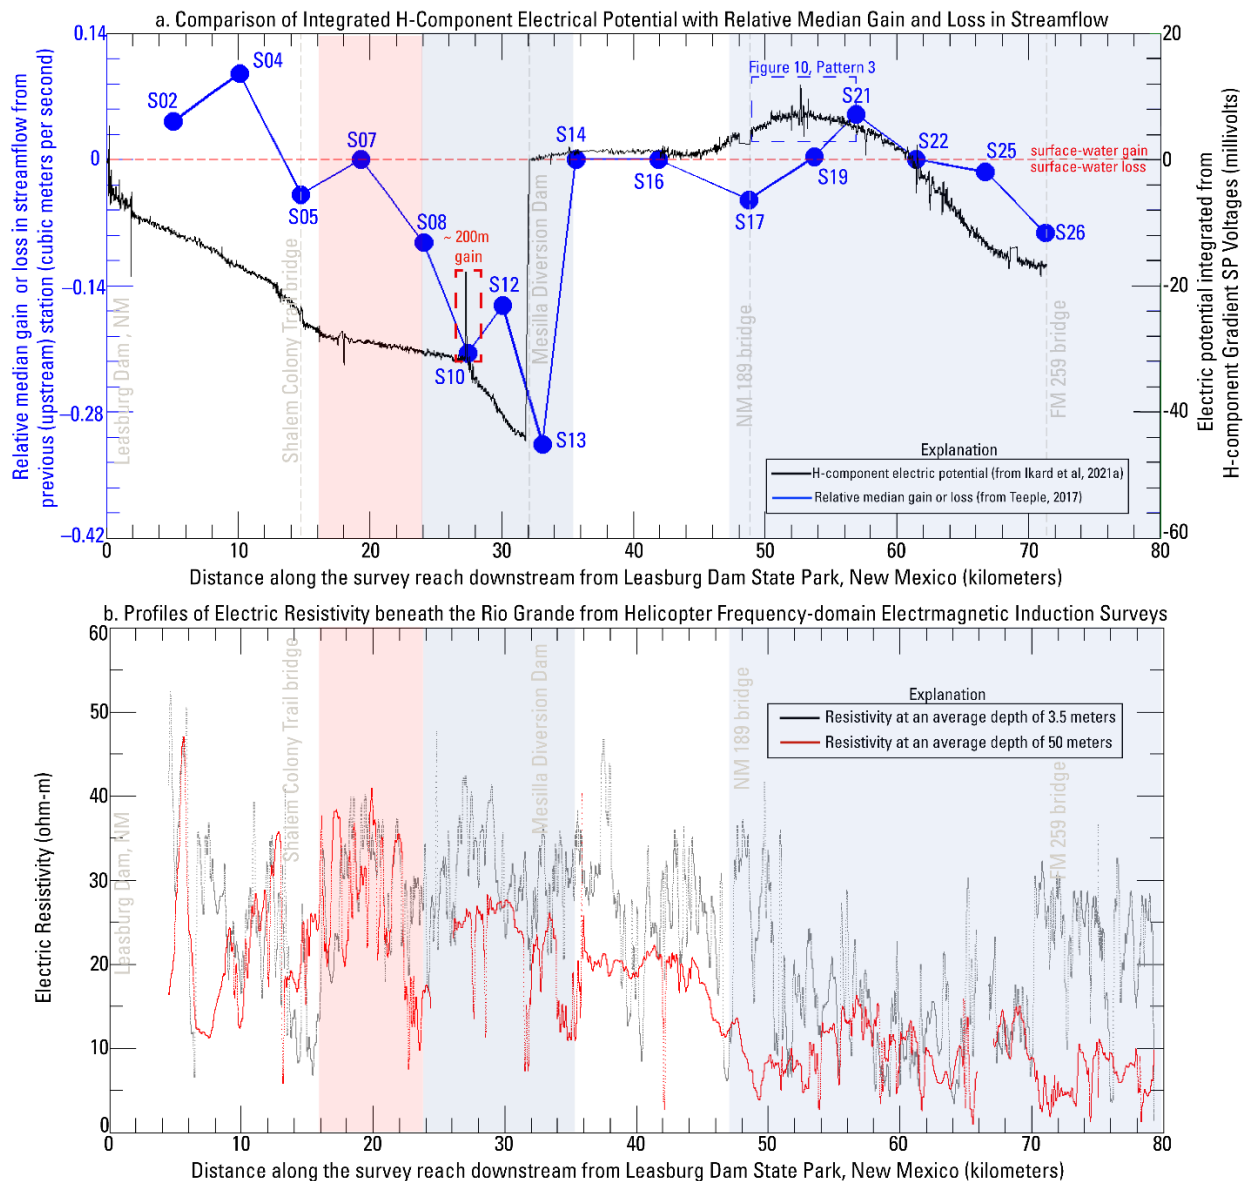 a. Comparison of Integrated H-Component Electrical Potential with Relative Median Gain and Loss in Streamflow
Relative median gain or loss in streamflow from
previous (upstream) station (cubic meters per second)
0.14
0
−0.14
−0.28
−0.42
20
10
0
-10
-20
-30
-40
-50
-60
Electric potential integrated from
H-component Gradient SP Voltages (millivolts)
S02
S04
S05
S07
S08
~ 200m
gain
S10
S12
S13
S14
S16
S17
S19
Figure 10, Pattern 3
S21
S22
S25
S26
surface-water gain
surface-water loss
Leasburg Dam, NM
Shalem Colony Trail bridge
Mesilla Diversion Dam
NM 189 bridge
FM 259 bridge
Explanation
H-component electric potential (from Ikard et al, 2021a)
Relative median gain or loss (from Teeple, 2017)
0 10 20 30 40 50 60 70 80
Distance along the survey reach downstream from Leasburg Dam State Park, New Mexico (kilometers)
b. Profiles of Electric Resistivity beneath the Rio Grande from Helicopter Frequency-domain Electrmagnetic Induction Surveys
Electric Resistivity (ohm-m)
60
50
40
30
20
10
0
Leasburg Dam, NM
Shalem Colony Trail bridge
Mesilla Diversion Dam
NM 189 bridge
FM 259 bridge
Explanation
Resistivity at an average depth of 3.5 meters
Resistivity at an average depth of 50 meters
0 10 20 30 40 50 60 70 80
Distance along the survey reach downstream from Leasburg Dam State Park, New Mexico (kilometers)